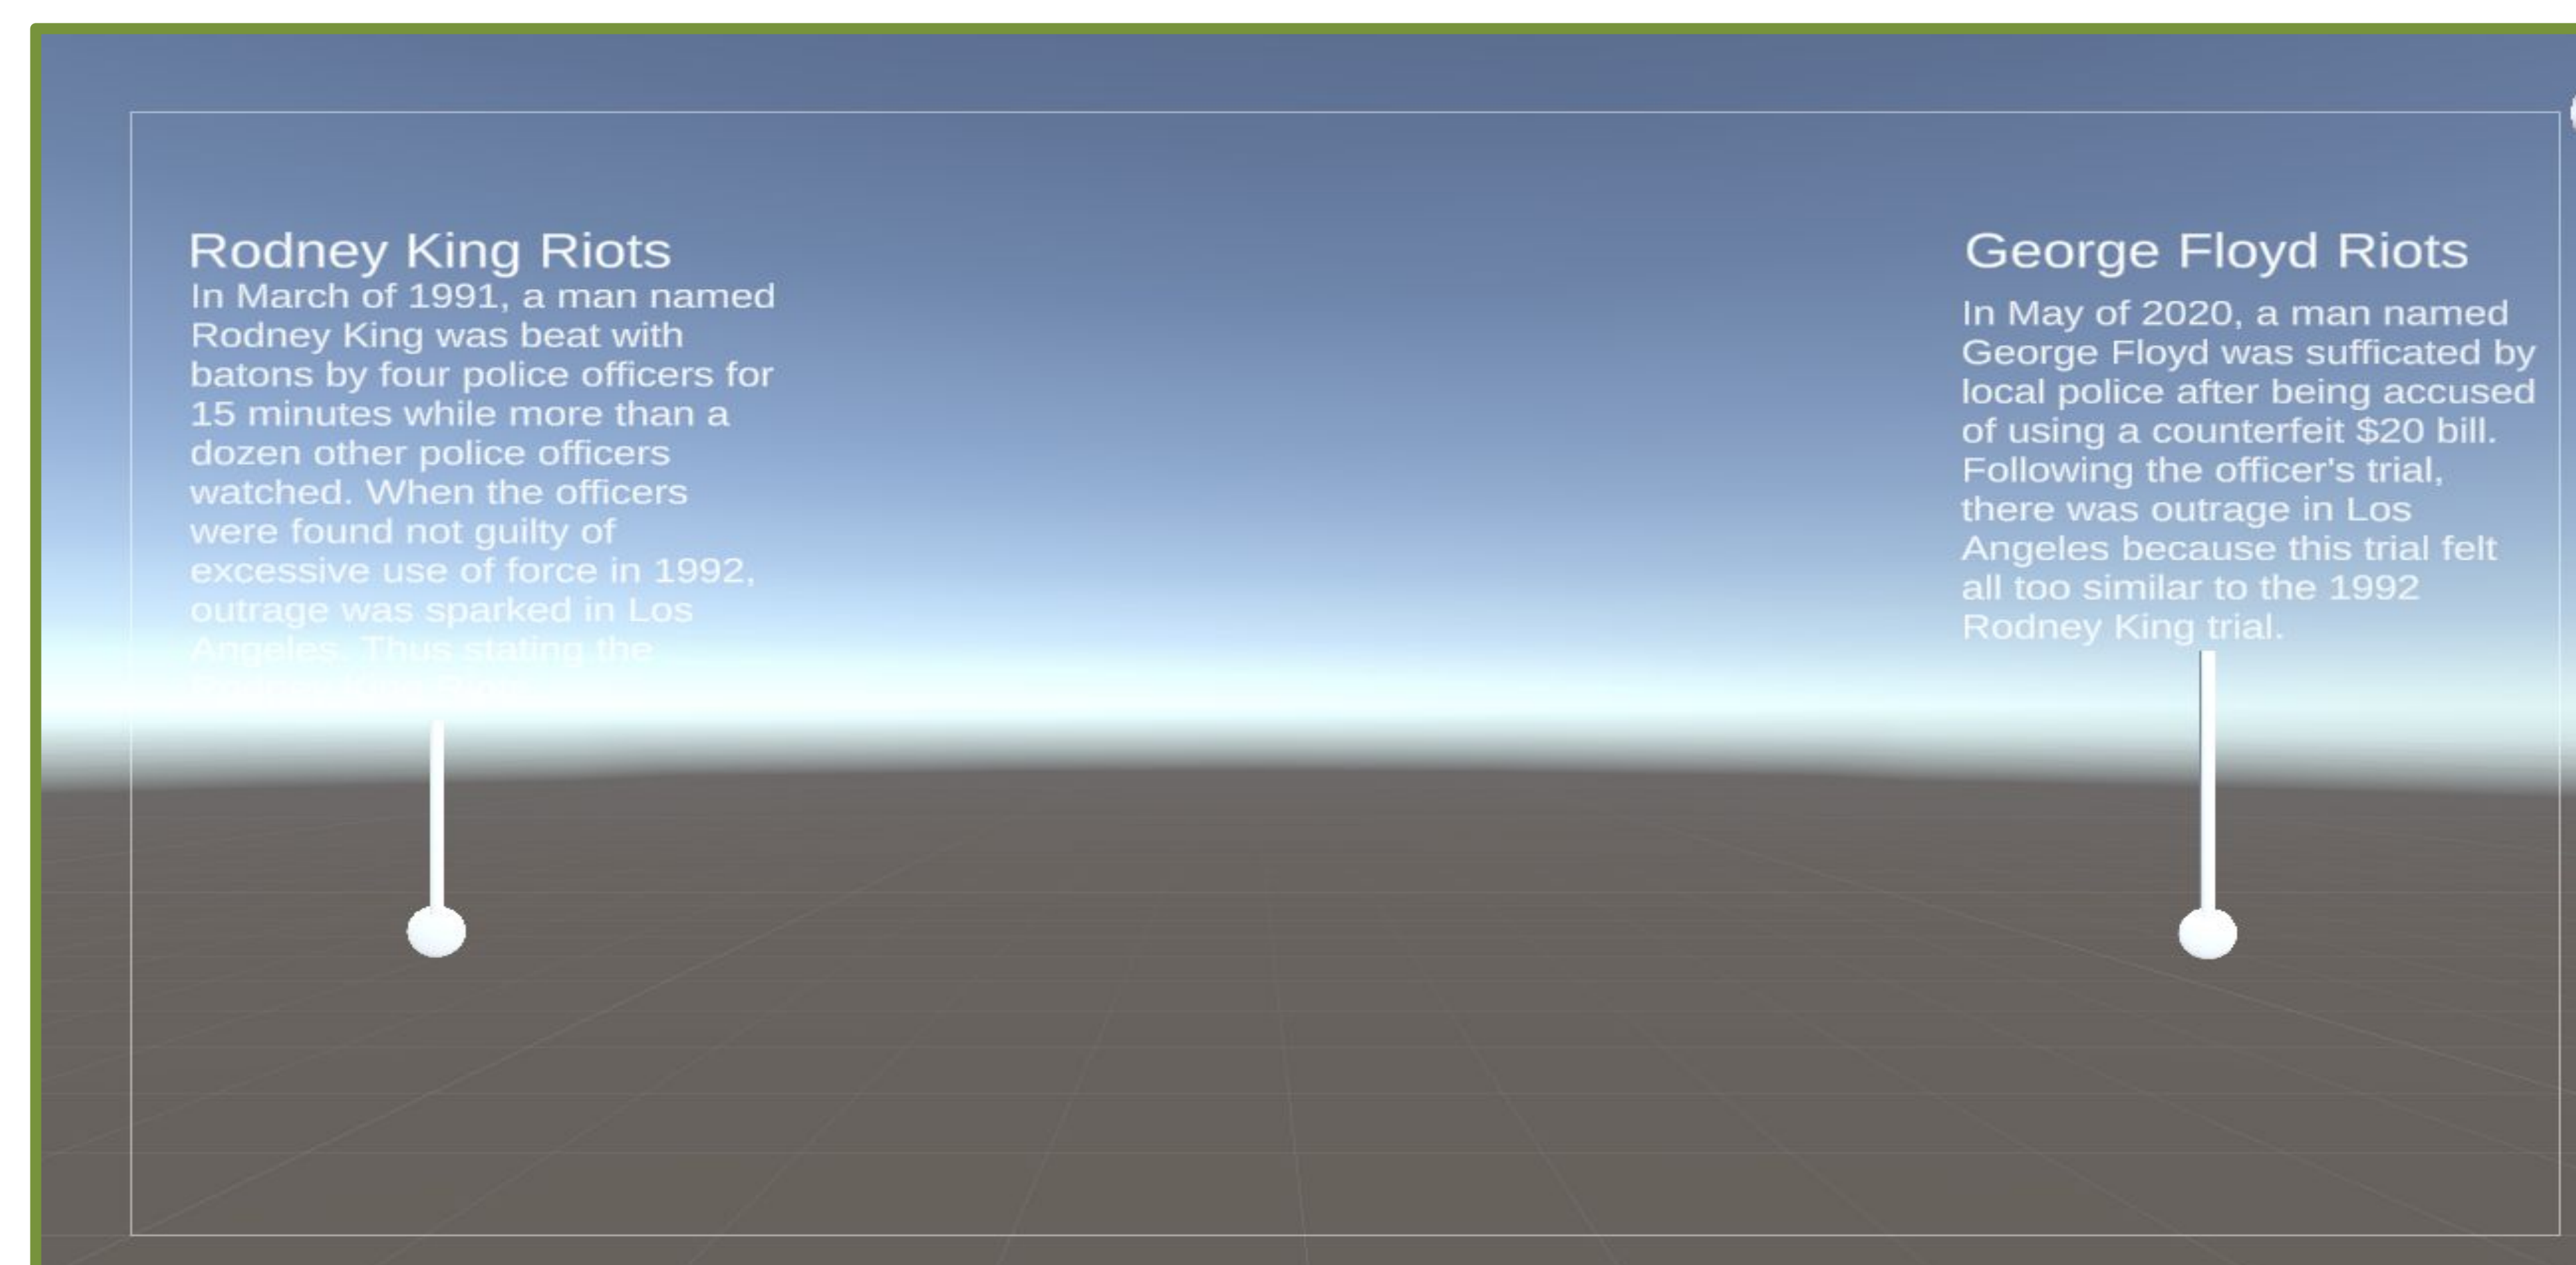 Rodney King Riots
In March of 1991, a man named
Rodney King was beat with
batons by four police officers for
15 minutes while more than a
dozen other police officers
watched. When the officers
were found not guilty of
excessive use of force in 1992,
outrage was sparked in Los
Angeles. Thus stating the
Rodney King Riots.
George Floyd Riots
In May of 2020, a man named
George Floyd was sufficated by
local police after being accused
of using a counterfeit $20 bill.
Following the officer's trial,
there was outrage in Los
Angeles because this trial felt
all too similar to the 1992
Rodney King trial.